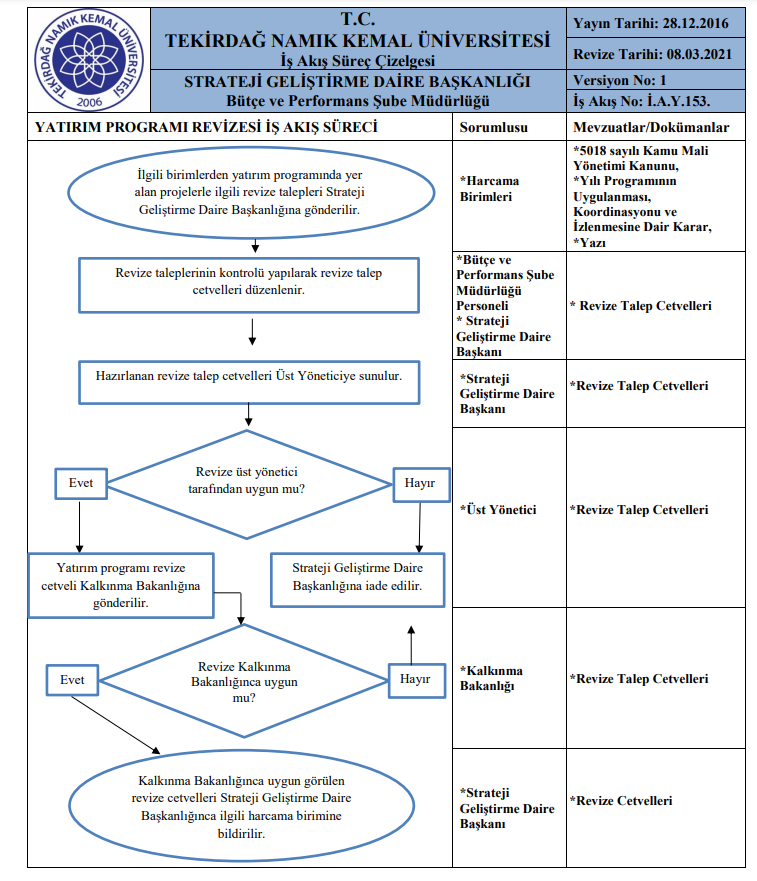 TEKİRDAĞ NAMIK KEMAL ÜNİVERSİTESİ
2006
T.C.
TEKİRDAĞ NAMIK KEMAL ÜNİVERSİTESİ
İş Akış Süreç Çizelgesi
STRATEJİ GELİŞTİRME DAİRE BAŞKANLIĞI
Bütçe ve Performans Şube Müdürlüğü
Yayın Tarihi: 28.12.2016
Revize Tarihi: 08.03.2021
Versiyon No: 1
İş Akış No: İ.A.Y.153.
YATIRIM PROGRAMI REVİZESİ İŞ AKIŞ SÜRECİ
Sorumlusu
Mevzuatlar/Dokümanlar
İlgili birimlerden yatırım programında yer
alan projelerle ilgili revize talepleri Strateji
Geliştirme Daire Başkanlığına gönderilir.
*Harcama
Birimleri
*5018 sayılı Kamu Mali
Yönetimi Kanunu,
*Yılı Programının
Uygulanması,
Koordinasyonu ve
İzlenmesine Dair Karar,
*Yazı
Revize taleplerinin kontrolü yapılarak revize talep
cetvelleri düzenlenir.
*Bütçe ve
Performans Şube
Müdürlüğü
Personeli
* Strateji
Geliştirme Daire
Başkanı
* Revize Talep Cetvelleri
Hazırlanan revize talep cetvelleri Üst Yöneticiye sunulur.
*Strateji
Geliştirme Daire
Başkanı
*Revize Talep Cetvelleri
Revize üst yönetici
tarafından uygun mu?
Evet
Hayır
*Üst Yönetici
*Revize Talep Cetvelleri
Yatırım programı revize
cetveli Kalkınma Bakanlığına
gönderilir.
Strateji Geliştirme Daire
Başkanlığına iade edilir.
Revize Kalkınma
Bakanlığınca uygun
mu?
Evet
Hayır
*Kalkınma
Bakanlığı
*Revize Talep Cetvelleri
Kalkınma Bakanlığınca uygun görülen
revize cetvelleri Strateji Geliştirme Daire
Başkanlığınca ilgili harcama birimine
bildirilir.
*Strateji
Geliştirme Daire
Başkanı
*Revize Cetvelleri